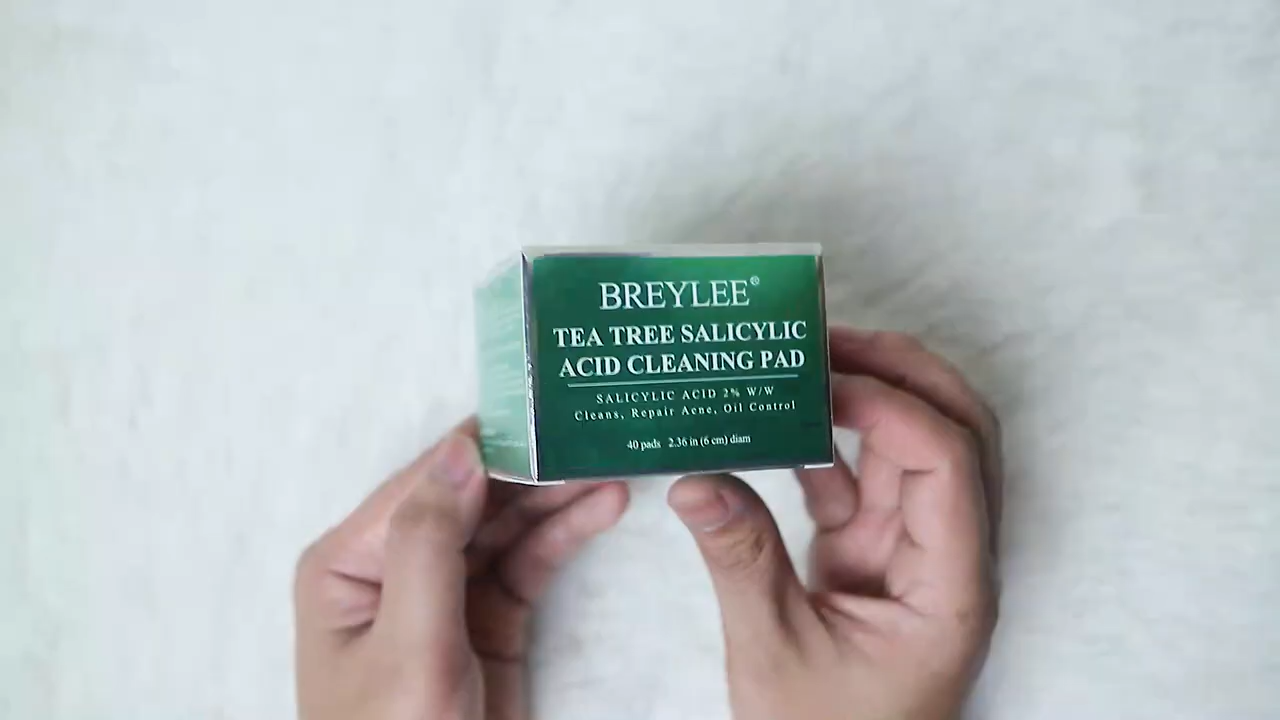 BREYLEE®
TEA TREE SALICYLIC
ACID CLEANING PAD
SALICYLIC ACID 2% W/W
Cleans, Repair Acne, Oil Control
40 pads 2.36 in (6 cm) diam